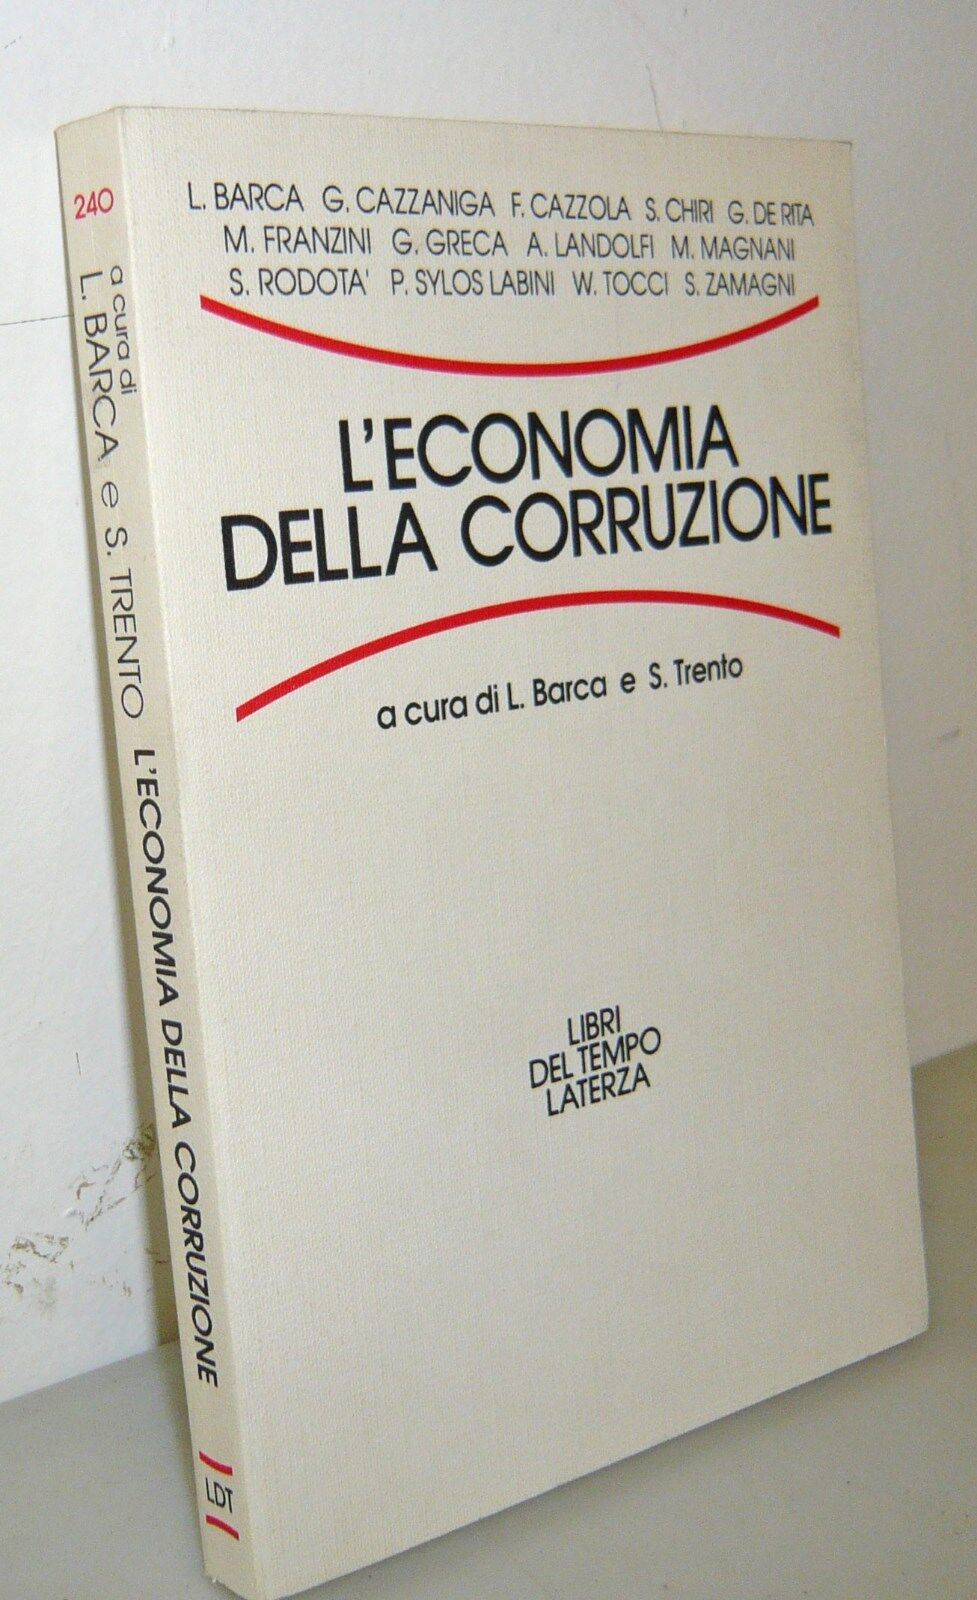 L. BARCA G. CAZZANIGA F. CAZZOLA S. CHIRI G. DE RITA
M. FRANZINI G. GRECA A. LANDOLFI M. MAGNANI
S. RODOTA' P. SYLOS LABINI W. TOCCI S. ZAMAGNI
L'ECONOMIA
DELLA CORRUZIONE
a cura di L. Barca e S. Trento
LIBRI
DEL TEMPO
LATERZA
240
a cura di
L. BARCA e S. TRENTO L'ECONOMIA DELLA CORRUZIONE
LDT